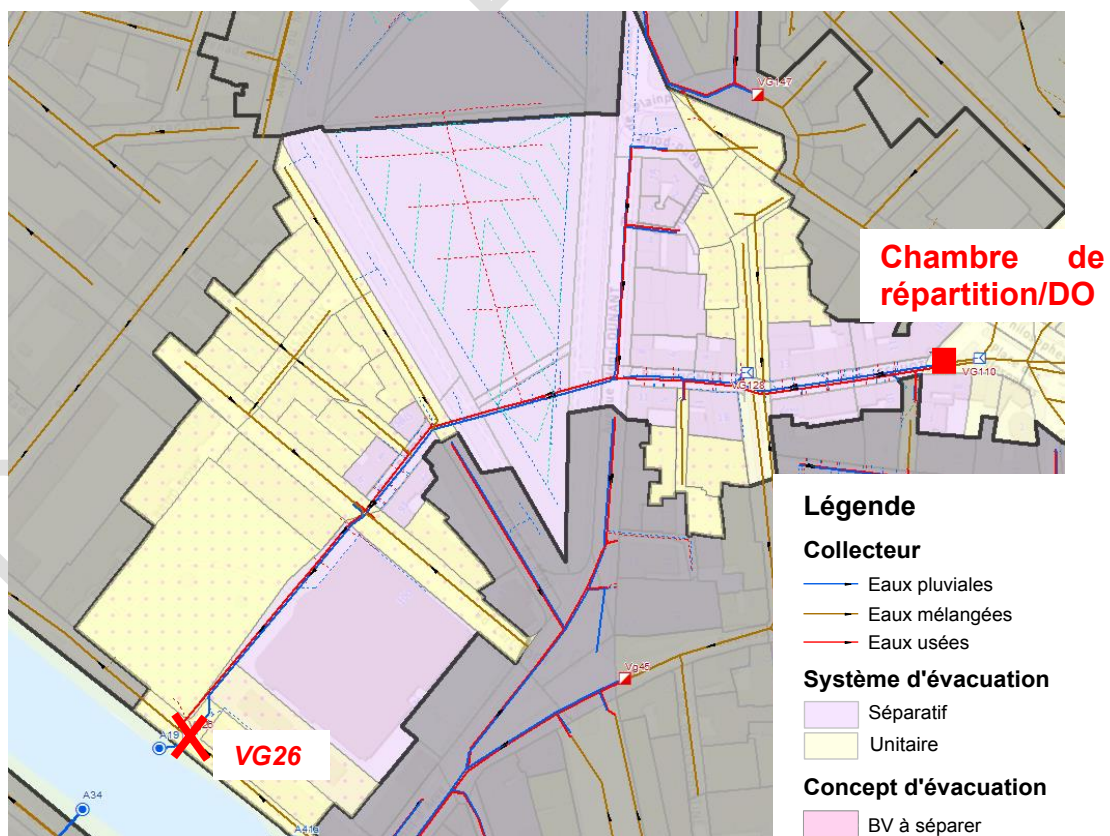 VG147
Chambre de
répartition/DO
VG110
VG128
Vg45
A19
VG26
A34
A416
Légende
Collecteur
Eaux pluviales
Eaux mélangées
Eaux usées
Système d'évacuation
Séparatif
Unitaire
Concept d'évacuation
BV à séparer